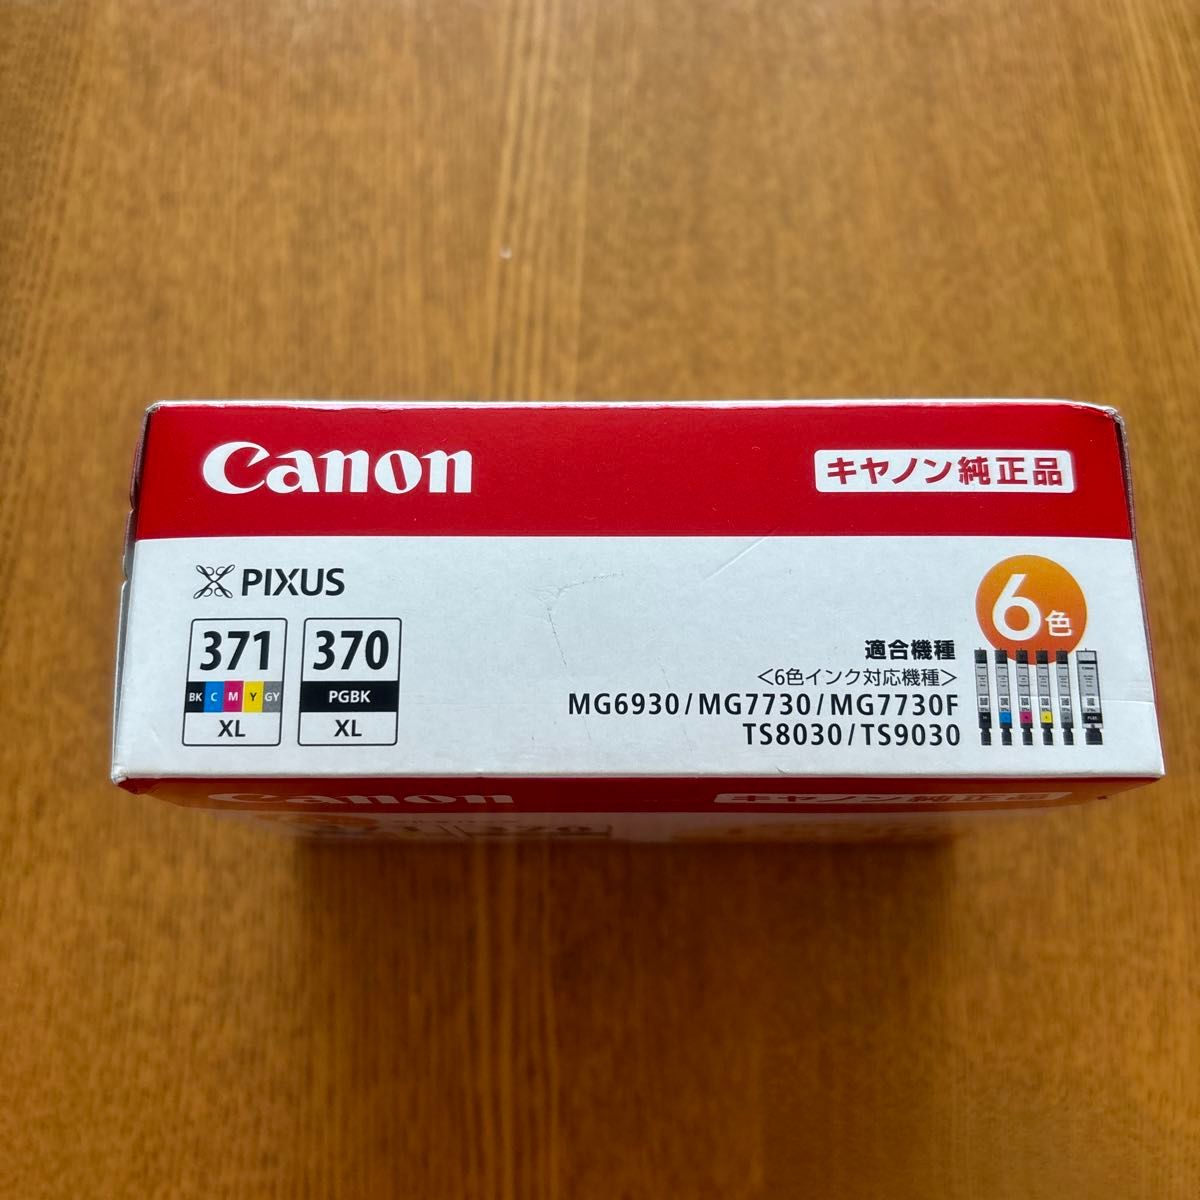 Canon
キヤノン純正品
PIXUS
371
BK C M Y GY
XL
370
PGBK
XL
6色
適合機種
<6色インク対応機種>
MG6930/MG7730/MG7730F
TS8030/TS9030
Canon
キヤノン純正品